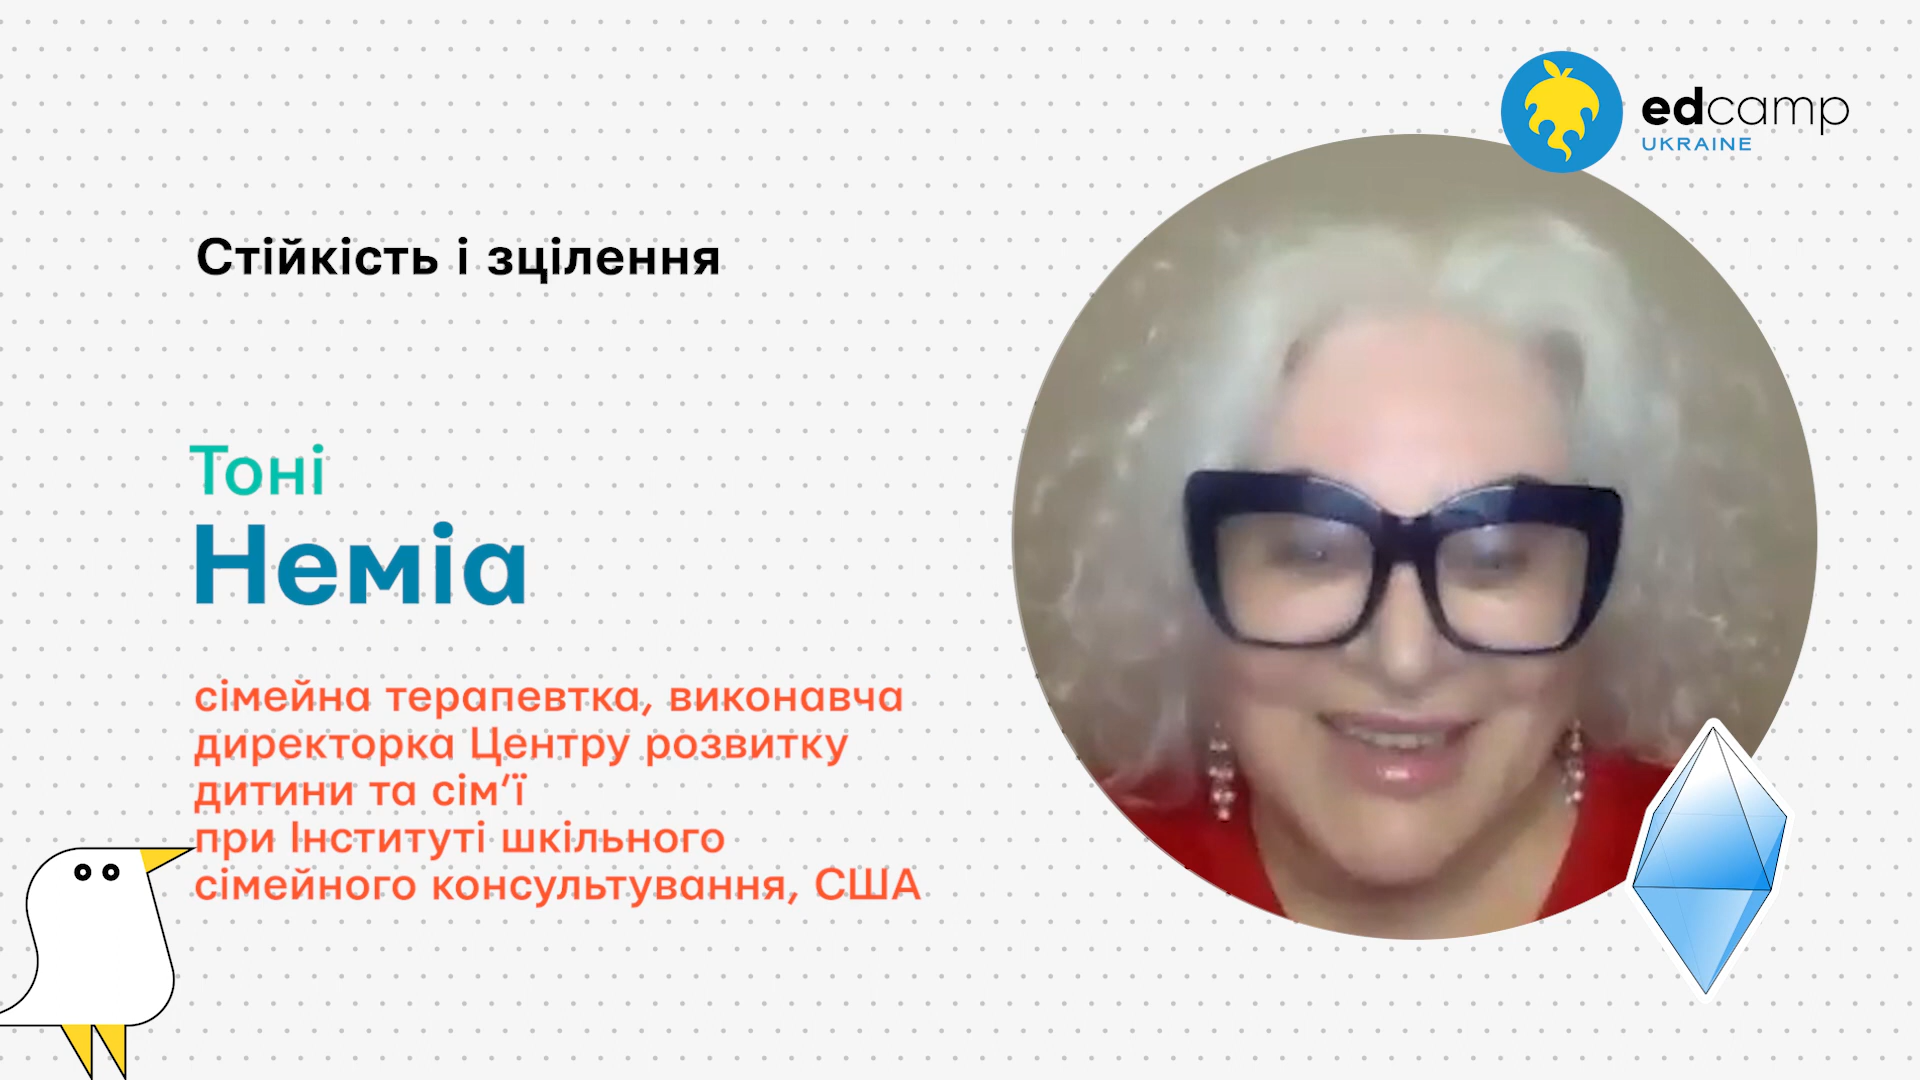 edcamp
UKRAINE
Стійкість і зцілення
Тоні
Неміа
сімейна терапевтка, виконавча
директорка Центру розвитку
дитини та сім’ї
при Інституті шкільного
сімейного консультування, США